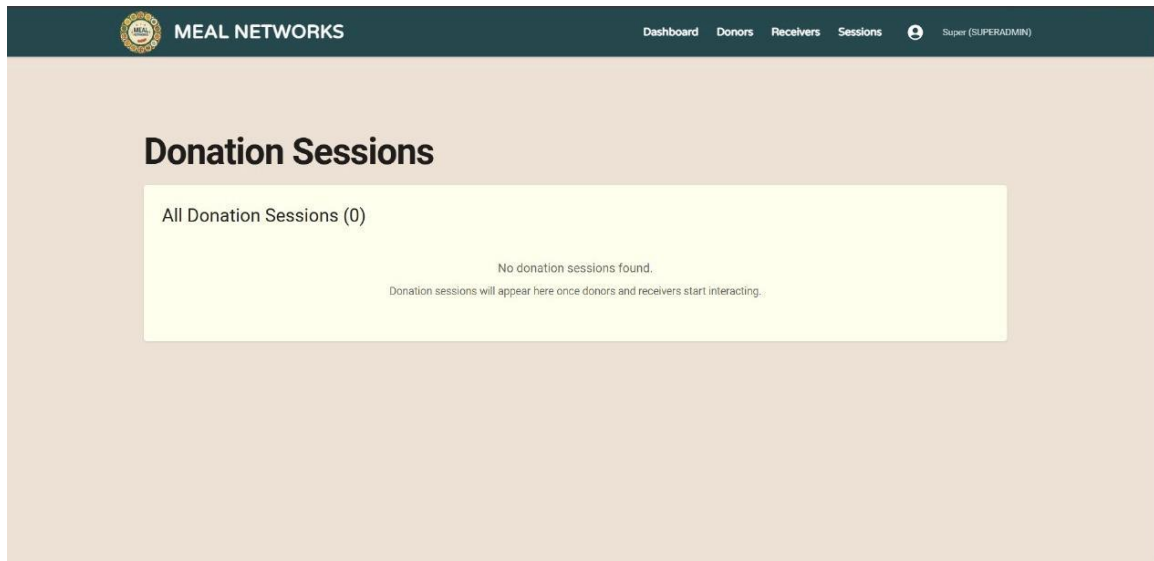 MEAL
MEAL NETWORKS
Dashboard Donors Receivers Sessions Super (SUPERADMIN)
Donation Sessions
All Donation Sessions (0)
No donation sessions found.
Donation sessions will appear here once donors and receivers start interacting.